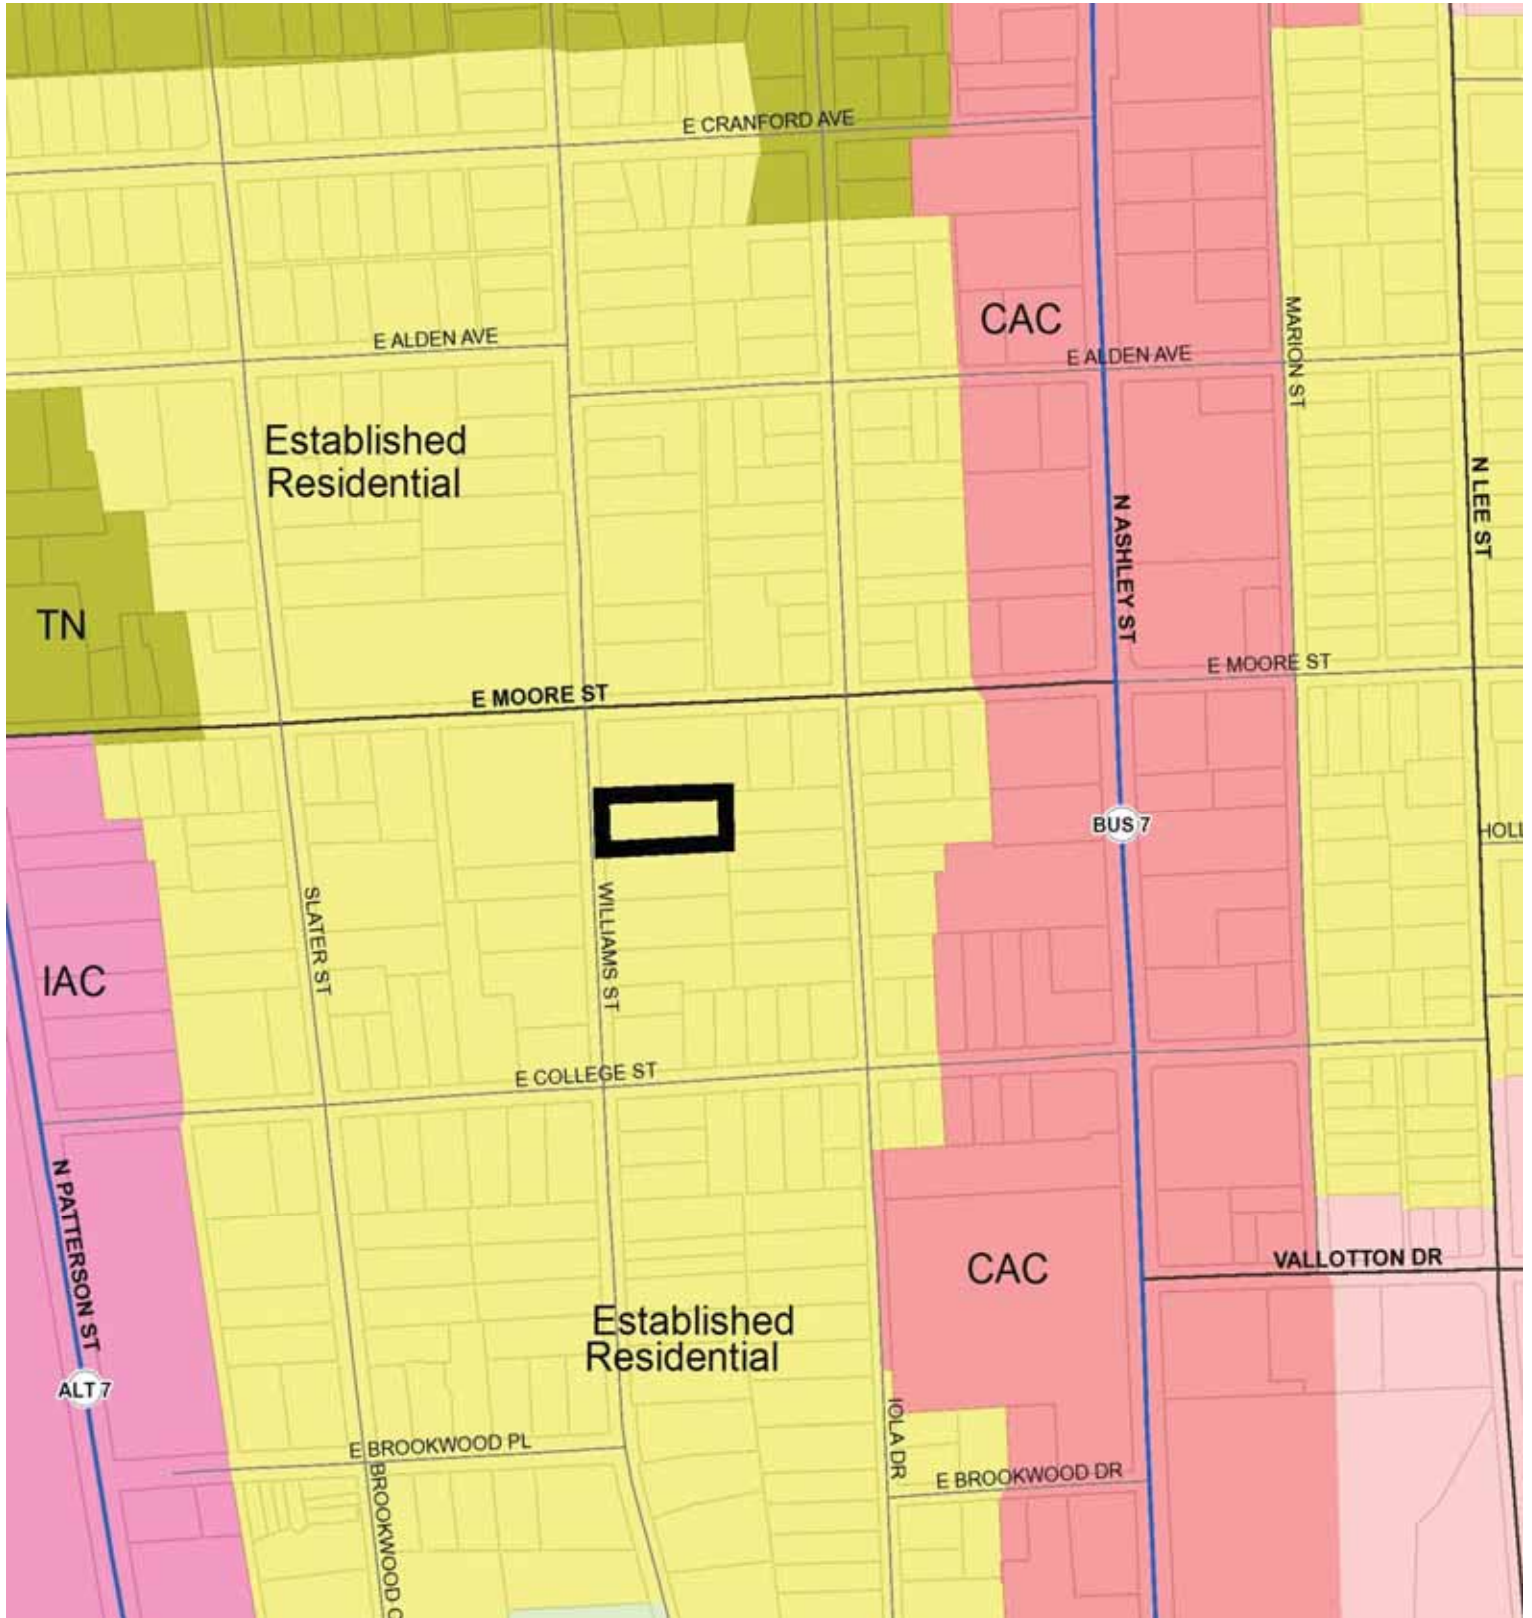 E CRANFORD AVE
MARION ST
CAC
E ALDEN AVE
E ALDEN AVE
Established
Residential
N LEE ST
N ASHLEY ST
TN
E MOORE ST
E MOORE ST
BUS 7
HOLL
SLATER ST
WILLIAMS ST
IAC
E COLLEGE ST
N PATTERSON ST
CAC
VALLOTTON DR
Established
Residential
ALT 7
IOLA DR
E BROOKWOOD PL
E BROOKWOOD DR
BROOKWOOD C